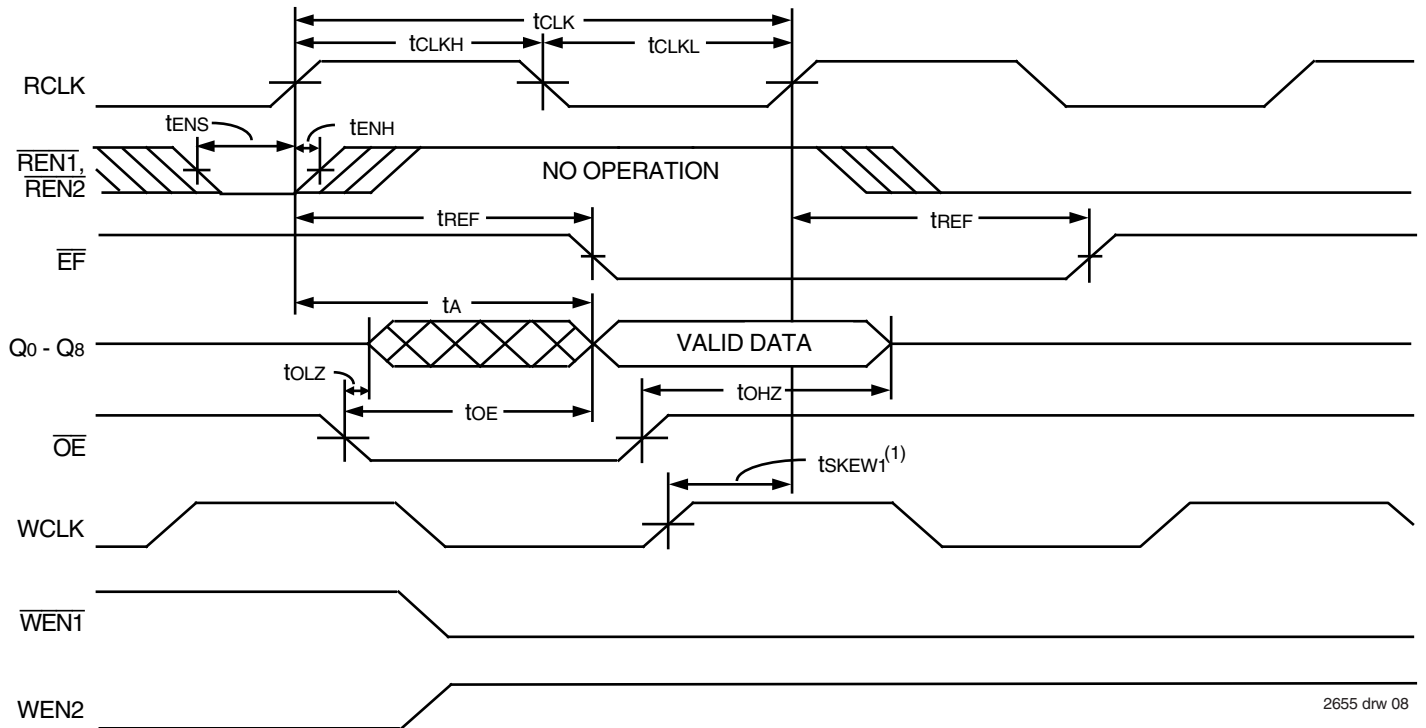 tCLK
tCLKH tCLKL
RCLK
tENS tENH
REN1,
REN2
NO OPERATION
tREF tREF
EF
tA
Q0 - Q8 VALID DATA
tOLZ tOHZ
tOE
OE
tSKEW1(1)
WCLK
WEN1
WEN2
2655 drw 08